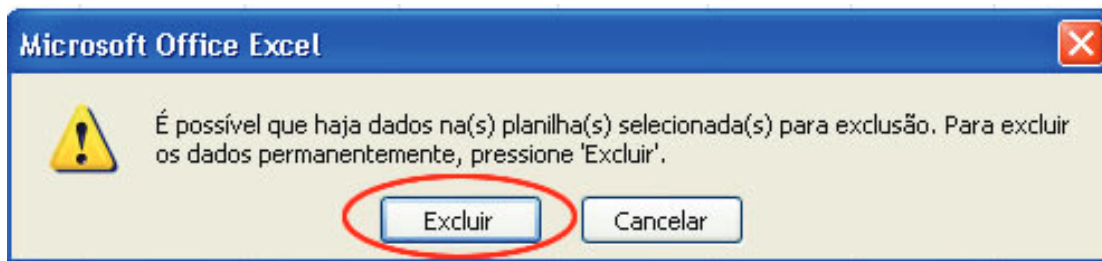 Microsoft Office Excel
É possível que haja dados na(s) planilha(s) selecionada(s) para exclusão. Para excluir
os dados permanentemente, pressione 'Excluir'.
Excluir Cancelar